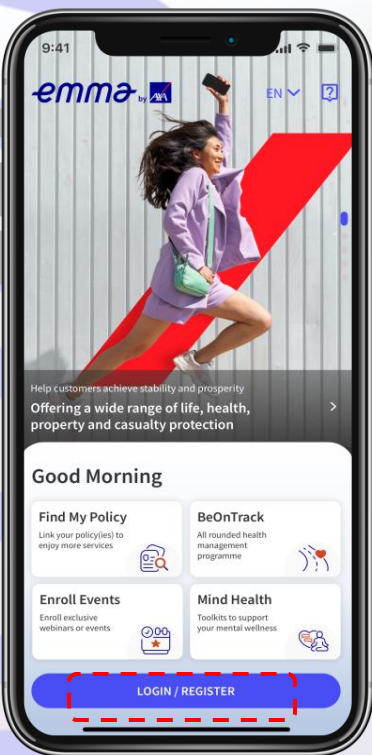 9:41
emma by AXA
EN
?
Help customers achieve stability and prosperity
Offering a wide range of life, health,
property and casualty protection
Good Morning
Find My Policy
Link your policy(ies) to
enjoy more services
BeOnTrack
All rounded health
management
programme
Enroll Events
Enroll exclusive
webinars or events
Mind Health
Toolkits to support
your mental wellness
LOGIN / REGISTER